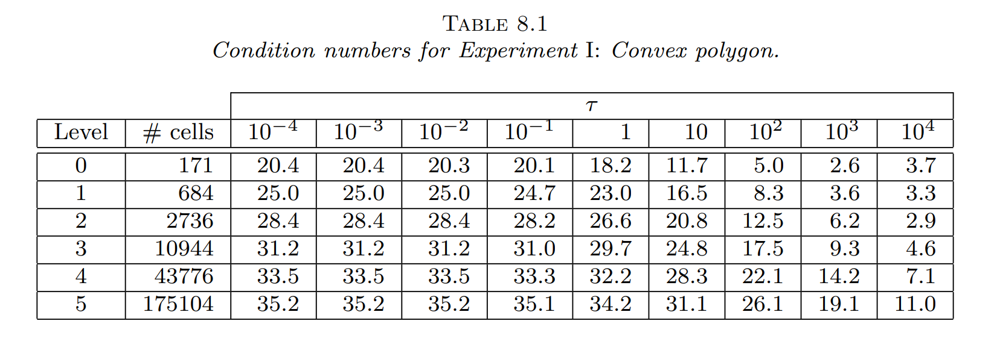 TABLE 8.1
Condition numbers for Experiment I: Convex polygon.
τ
Level # cells 10⁻⁴ 10⁻³ 10⁻² 10⁻¹ 1 10 10² 10³ 10⁴
0 171 20.4 20.4 20.3 20.1 18.2 11.7 5.0 2.6 3.7
1 684 25.0 25.0 25.0 24.7 23.0 16.5 8.3 3.6 3.3
2 2736 28.4 28.4 28.4 28.2 26.6 20.8 12.5 6.2 2.9
3 10944 31.2 31.2 31.2 31.0 29.7 24.8 17.5 9.3 4.6
4 43776 33.5 33.5 33.5 33.3 32.2 28.3 22.1 14.2 7.1
5 175104 35.2 35.2 35.2 35.1 34.2 31.1 26.1 19.1 11.0